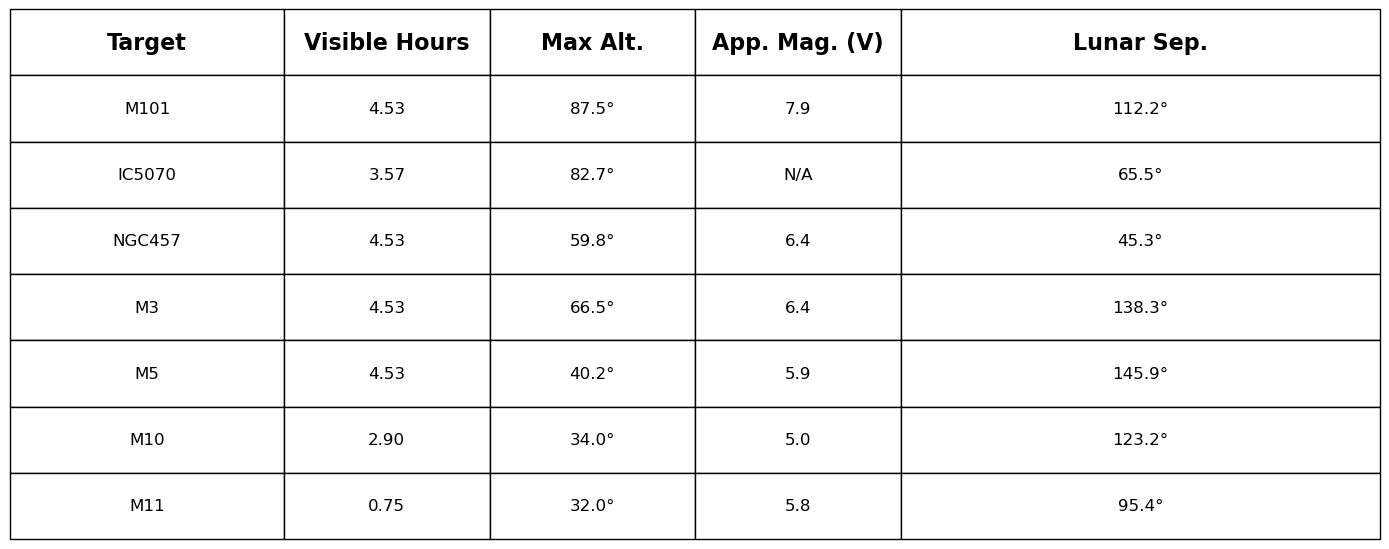 Target Visible Hours Max Alt. App. Mag. (V) Lunar Sep.
M101 4.53 87.5° 7.9 112.2°
IC5070 3.57 82.7° N/A 65.5°
NGC457 4.53 59.8° 6.4 45.3°
M3 4.53 66.5° 6.4 138.3°
M5 4.53 40.2° 5.9 145.9°
M10 2.90 34.0° 5.0 123.2°
M11 0.75 32.0° 5.8 95.4°